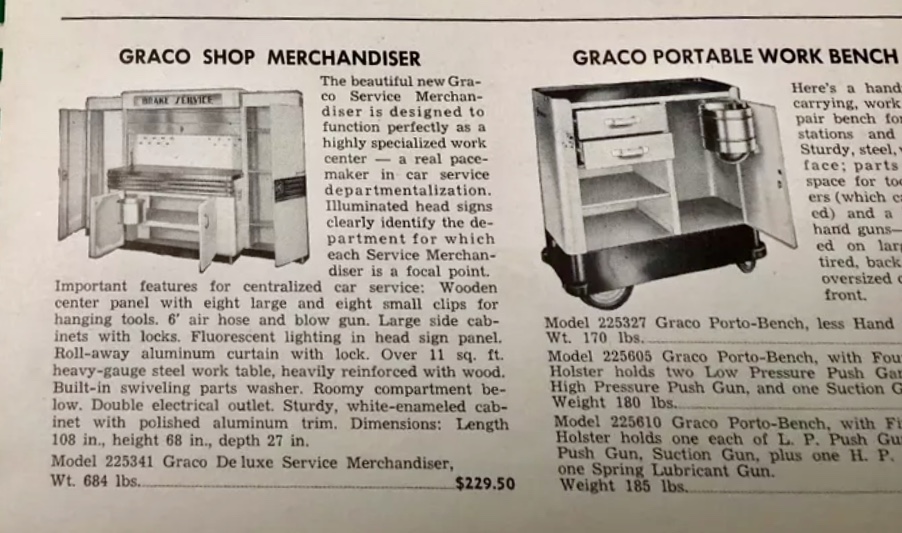 GRACO SHOP MERCHANDISER
BRAKE SERVICE
The beautiful new Gra-
co Service Merchan-
diser is designed to
function perfectly as a
highly specialized work
center — a real pace-
maker in car service
departmentalization.
Illuminated head signs
clearly identify the de-
partment for which
each Service Merchan-
diser is a focal point.
Important features for centralized car service: Wooden
center panel with eight large and eight small clips for
hanging tools. 6' air hose and blow gun. Large side cab-
inets with locks. Fluorescent lighting in head sign panel.
Roll-away aluminum curtain with lock. Over 11 sq. ft.
heavy-gauge steel work table, heavily reinforced with wood.
Built-in swiveling parts washer. Roomy compartment be-
low. Double electrical outlet. Sturdy, white-enameled cab-
inet with polished aluminum trim. Dimensions: Length
108 in., height 68 in., depth 27 in.
Model 225341 Graco De luxe Service Merchandiser,
Wt. 684 lbs. $229.50
GRACO PORTABLE WORK BENCH
Here's a hand
carrying, work
pair bench for
stations and
Sturdy, steel,
face; parts
space for too
ers (which ca
ed) and a
hand guns—
ed on larg
tired, back
oversized c
front.
Model 225327 Graco Porto-Bench, less Hand
Wt. 170 lbs.
Model 225605 Graco Porto-Bench, with Fou
Holster holds two Low Pressure Push Gun
High Pressure Push Gun, and one Suction G
Weight 180 lbs.
Model 225610 Graco Porto-Bench, with Fi
Holster holds one each of L. P. Push Gu
Push Gun, Suction Gun, plus one H. P.
one Spring Lubricant Gun.
Weight 185 lbs.